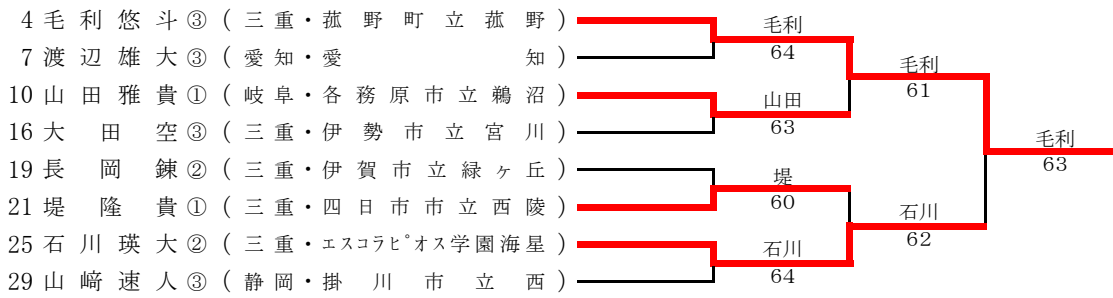 4 毛利悠斗③ (三重・菰野町立菰野)
7 渡辺雄大③ (愛知・愛知)
10 山田雅貴① (岐阜・各務原市立鵜沼)
16 大田空③ (三重・伊勢市立宮川)
19 長岡錬② (三重・伊賀市立緑ヶ丘)
21 堤隆貴① (三重・四日市市立西陵)
25 石川瑛大② (三重・エスコラピオス学園海星)
29 山﨑速人③ (静岡・掛川市立西)
毛利
64
山田
63
堤
60
石川
64
毛利
61
石川
62
毛利
63